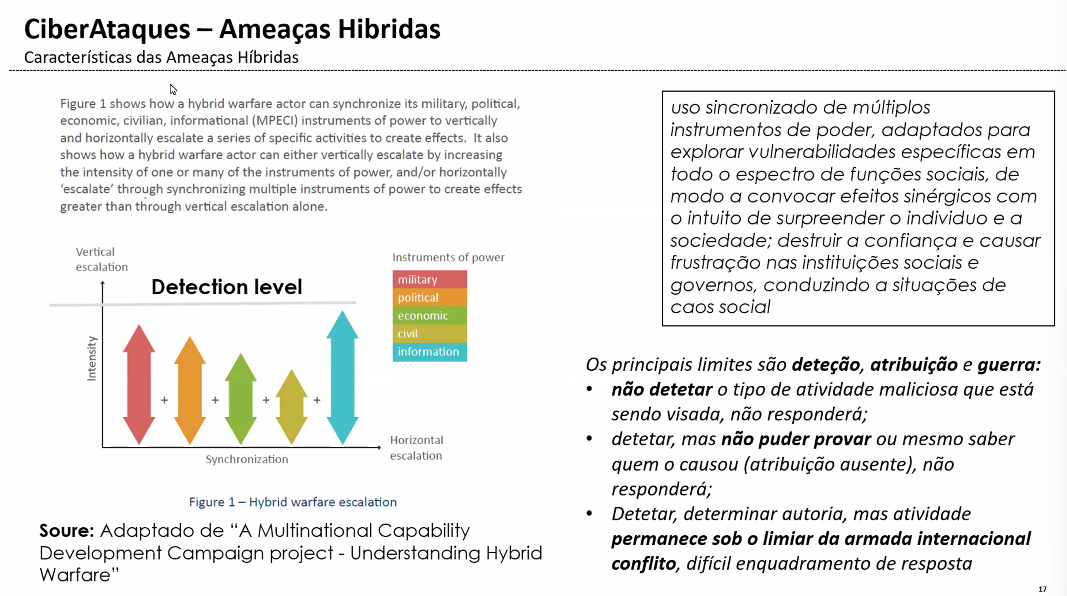 CiberAtaques – Ameaças Hibridas
Características das Ameaças Híbridas
Figure 1 shows how a hybrid warfare actor can synchronize its military, political,
economic, civilian, informational (MPECI) instruments of power to vertically
and horizontally escalate a series of specific activities to create effects. It also
shows how a hybrid warfare actor can either vertically escalate by increasing
the intensity of one or many of the instruments of power, and/or horizontally
‘escalate’ through synchronizing multiple instruments of power to create effects
greater than through vertical escalation alone.
Vertical
escalation
Detection level
Intensity
+ + + +
Synchronization
Horizontal
escalation
Instruments of power
military
political
economic
civil
information
Figure 1 – Hybrid warfare escalation
Soure: Adaptado de “A Multinational Capability
Development Campaign project - Understanding Hybrid
Warfare”
uso sincronizado de múltiplos
instrumentos de poder, adaptados para
explorar vulnerabilidades específicas em
todo o espectro de funções sociais, de
modo a convocar efeitos sinérgicos com
o intuito de surpreender o individuo e a
sociedade; destruir a confiança e causar
frustração nas instituições sociais e
governos, conduzindo a situações de
caos social
Os principais limites são deteção, atribuição e guerra:
• não detetar o tipo de atividade maliciosa que está
sendo visada, não responderá;
• detetar, mas não puder provar ou mesmo saber
quem o causou (atribuição ausente), não
responderá;
• Detetar, determinar autoria, mas atividade
permanece sob o limiar da armada internacional
conflito, difícil enquadramento de resposta
17